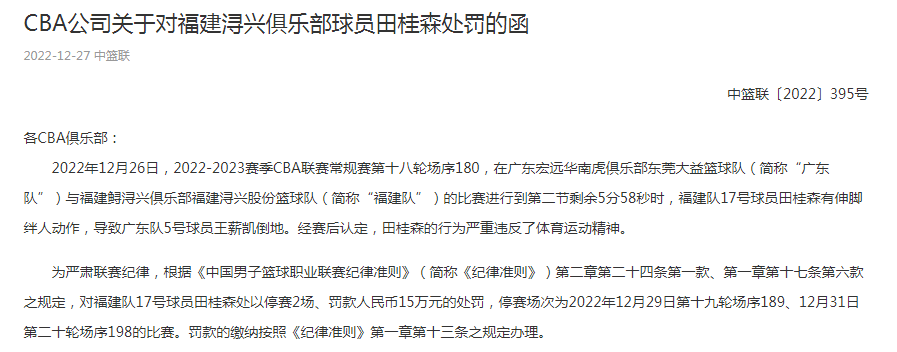 CBA公司关于对福建浔兴俱乐部球员田桂森处罚的函
2022-12-27 中篮联
中篮联〔2022〕395号
各CBA俱乐部：
2022年12月26日，2022-2023赛季CBA联赛常规赛第十八轮场序180，在广东宏远华南虎俱乐部东莞大益篮球队（简称“广东
队”）与福建鲟浔兴俱乐部福建浔兴股份篮球队（简称“福建队”）的比赛进行到第二节剩余5分58秒时，福建队17号球员田桂森有伸脚
绊人动作，导致广东队5号球员王薪凯倒地。经赛后认定，田桂森的行为严重违反了体育运动精神。
为严肃联赛纪律，根据《中国男子篮球职业联赛纪律准则》（简称《纪律准则》）第二章第二十四条第一款、第一章第十七条第六款
之规定，对福建队17号球员田桂森处以停赛2场、罚款人民币15万元的处罚，停赛场次为2022年12月29日第十九轮场序189、12月31日
第二十轮场序198的比赛。罚款的缴纳按照《纪律准则》第一章第十三条之规定办理。